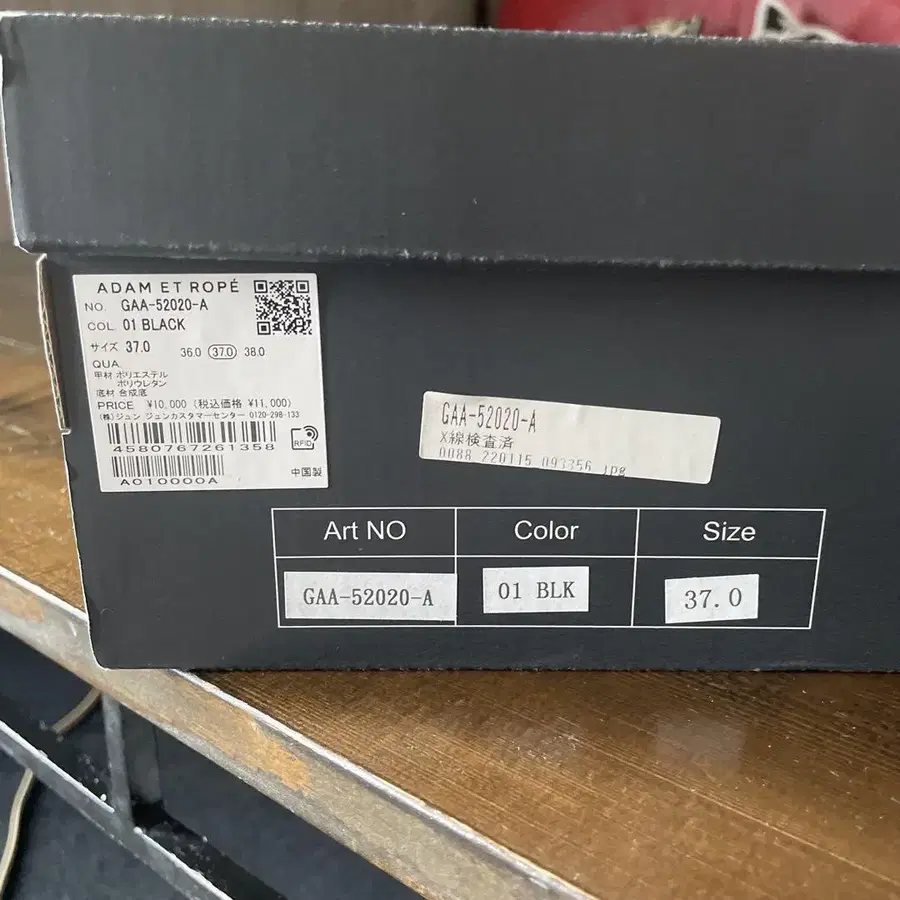 ADAM ET ROPÉ
NO. GAA-52020-A
COL. 01 BLACK
サイズ 37.0 36.0 37.0 38.0
QUA.
甲材 ポリエステル
ポリウレタン
底材 合成底
PRICE ¥10,000 (税込価格 ¥11,000)
(株)ジュン ジュンカスタマーセンター 0120-298-133
4580767261358
RFID
A010000A
中国製
GAA-52020-A
X線検査済
0088 220115 093356 jpg
Art NO Color Size
GAA-52020-A 01 BLK 37.0